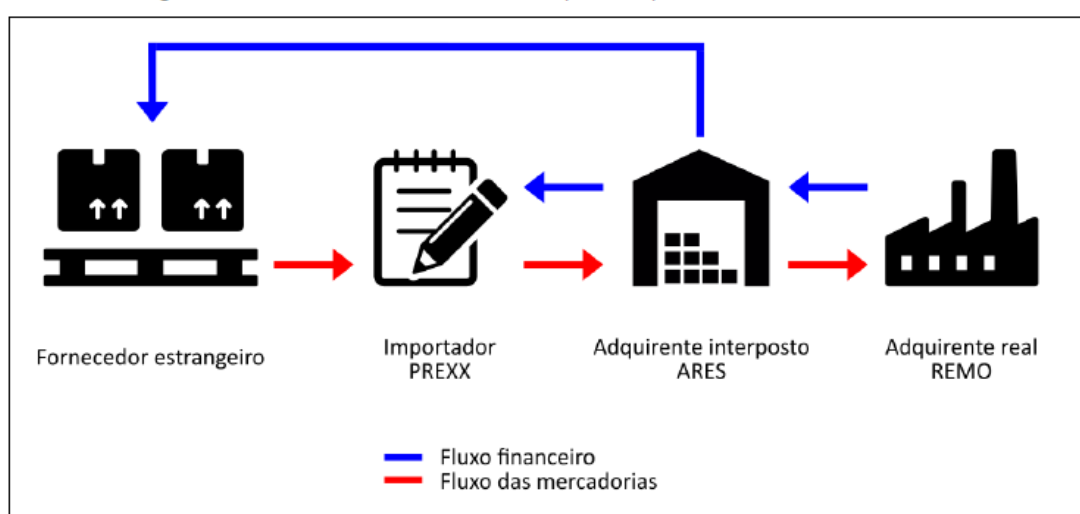 Fornecedor estrangeiro
Importador
PREXX
Adquirente interposto
ARES
Adquirente real
REMO
Fluxo financeiro
Fluxo das mercadorias